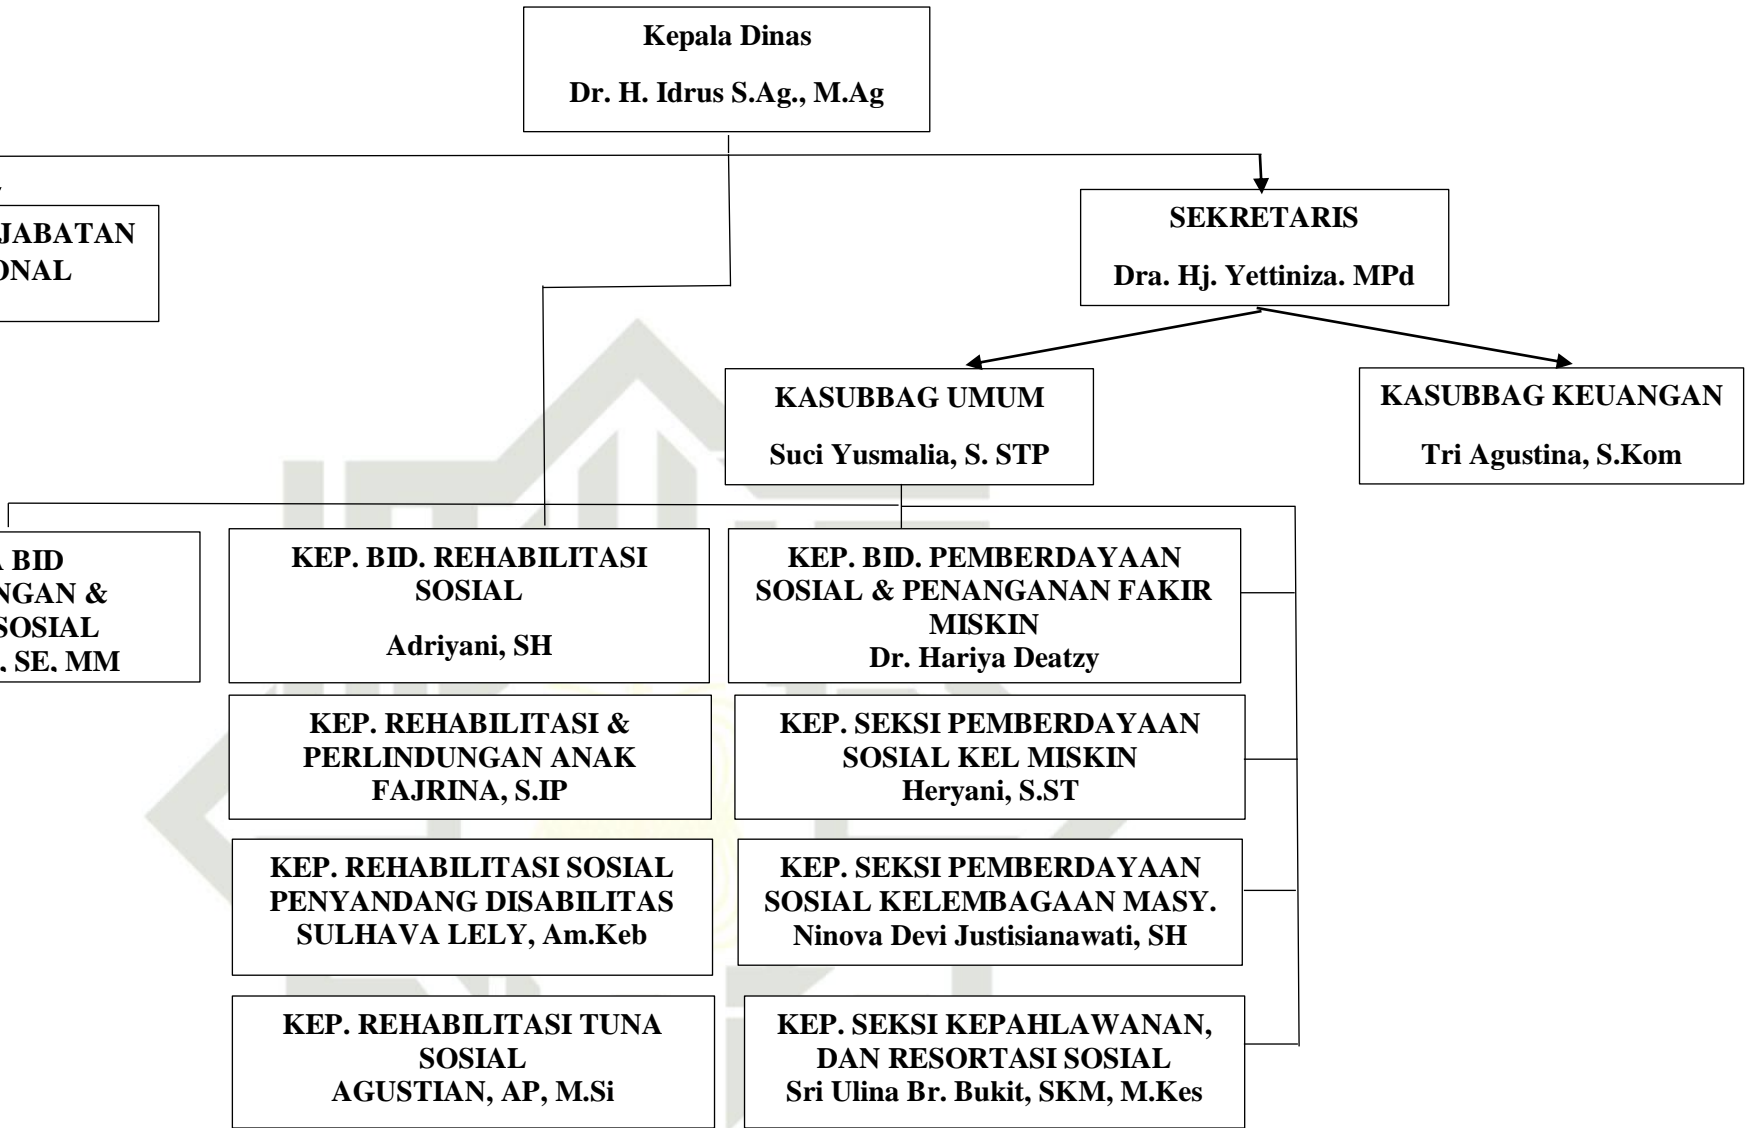 Kepala Dinas
Dr. H. Idrus S.Ag., M.Ag
JABATAN
ONAL
SEKRETARIS
Dra. Hj. Yettiniza. MPd
KASUBBAG UMUM
Suci Yusmalia, S. STP
KASUBBAG KEUANGAN
Tri Agustina, S.Kom
A BID
NGAN &
SOSIAL
, SE, MM
KEP. BID. REHABILITASI
SOSIAL
Adriyani, SH
KEP. BID. PEMBERDAYAAN
SOSIAL & PENANGANAN FAKIR
MISKIN
Dr. Hariya Deatzy
KEP. REHABILITASI &
PERLINDUNGAN ANAK
FAJRINA, S.IP
KEP. SEKSI PEMBERDAYAAN
SOSIAL KEL MISKIN
Heryani, S.ST
KEP. REHABILITASI SOSIAL
PENYANDANG DISABILITAS
SULHAVA LELY, Am.Keb
KEP. SEKSI PEMBERDAYAAN
SOSIAL KELEMBAGAAN MASY.
Ninova Devi Justisianawati, SH
KEP. REHABILITASI TUNA
SOSIAL
AGUSTIAN, AP, M.Si
KEP. SEKSI KEPAHLAWANAN,
DAN RESORTASI SOSIAL
Sri Ulina Br. Bukit, SKM, M.Kes